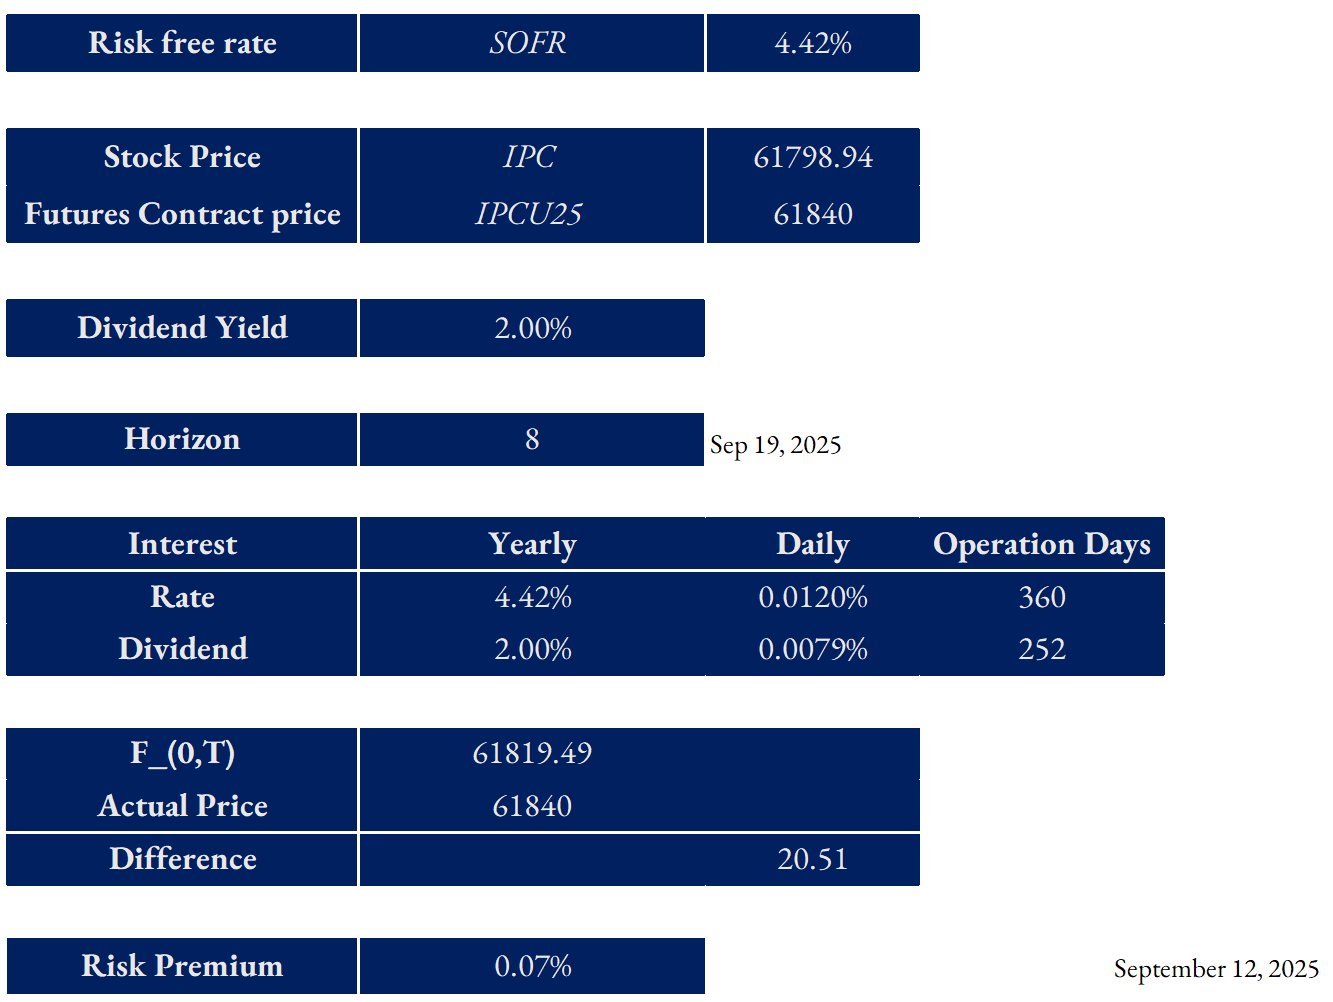 Risk free rate SOFR 4.42%
Stock Price IPC 61798.94
Futures Contract price IPCU25 61840
Dividend Yield 2.00%
Horizon 8 Sep 19, 2025
Interest Yearly Daily Operation Days
Rate 4.42% 0.0120% 360
Dividend 2.00% 0.0079% 252
F_(0,T) 61819.49
Actual Price 61840
Difference 20.51
Risk Premium 0.07%
September 12, 2025